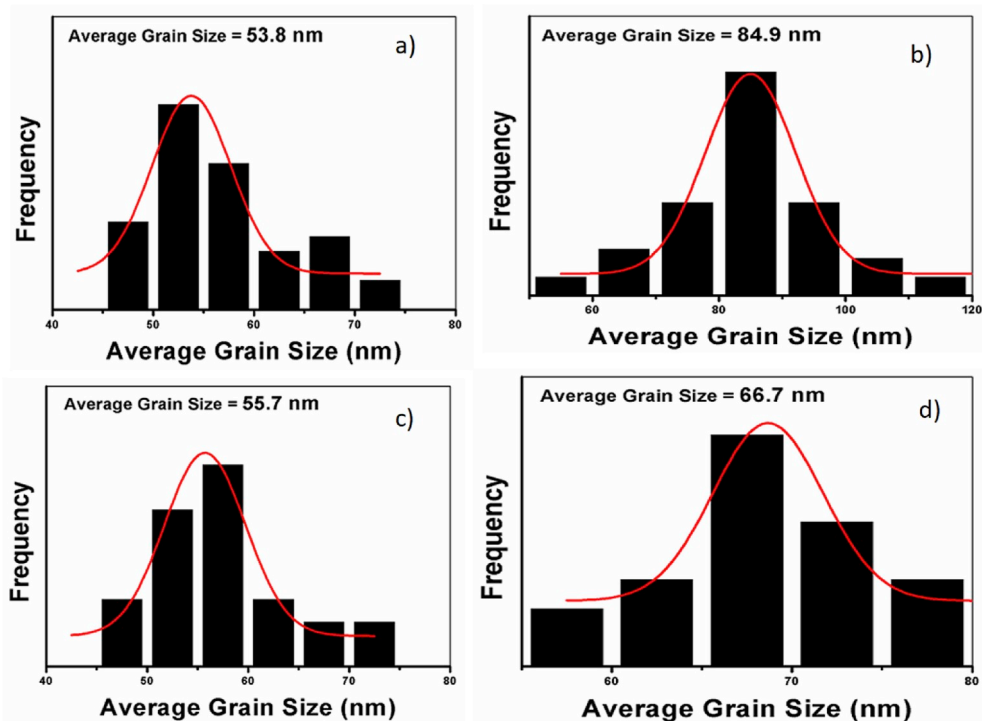 Average Grain Size = 53.8 nm
a)
Frequency
40 50 60 70 80
Average Grain Size (nm)
Average Grain Size = 84.9 nm
b)
Frequency
60 80 100 120
Average Grain Size (nm)
Average Grain Size = 55.7 nm
c)
Frequency
40 50 60 70 80
Average Grain Size (nm)
Average Grain Size = 66.7 nm
d)
Frequency
60 70 80
Average Grain Size (nm)